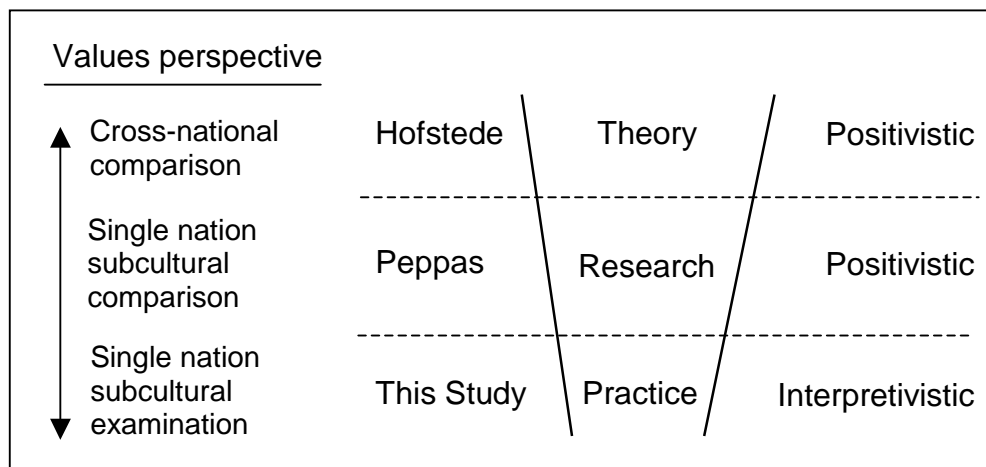 Values perspective
Cross-national
comparison
Hofstede
Theory
Positivistic
Single nation
subcultural
comparison
Peppas
Research
Positivistic
Single nation
subcultural
examination
This Study
Practice
Interpretivistic